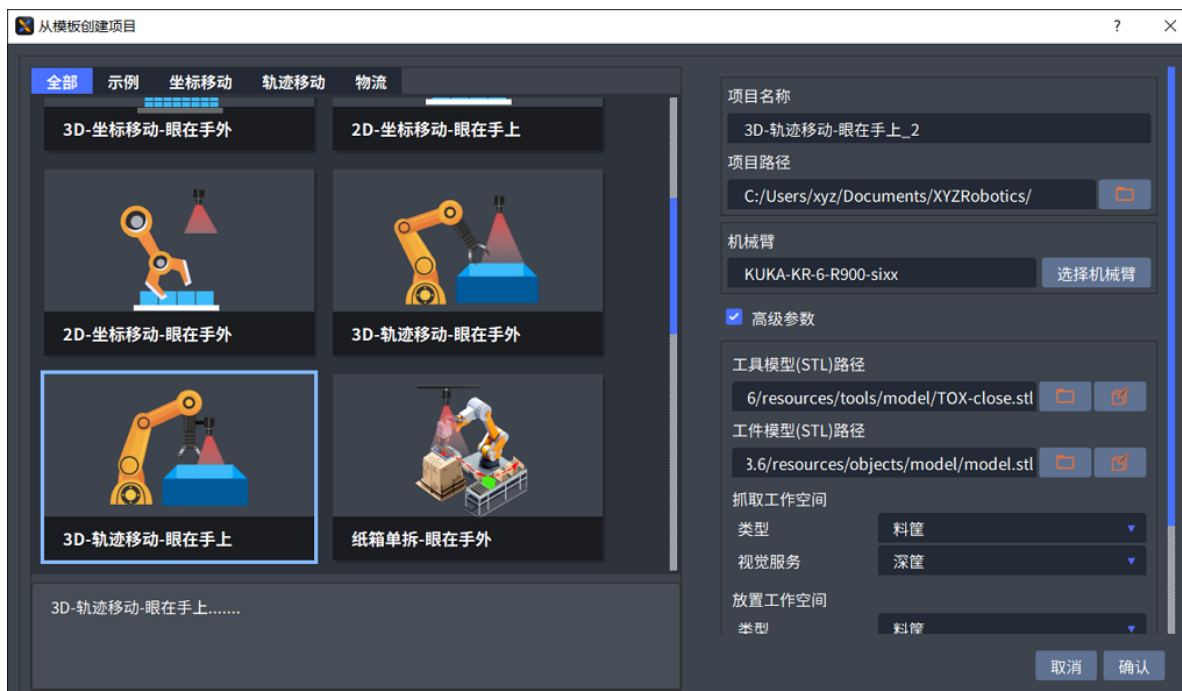 从模板创建项目
?
全部 示例 坐标移动 轨迹移动 物流
3D-坐标移动-眼在手外
2D-坐标移动-眼在手上
2D-坐标移动-眼在手外
3D-轨迹移动-眼在手外
3D-轨迹移动-眼在手上
纸箱单拆-眼在手外
3D-轨迹移动-眼在手上.......
项目名称
3D-轨迹移动-眼在手上_2
项目路径
C:/Users/xyz/Documents/XYZRobotics/
机械臂
KUKA-KR-6-R900-sixx
选择机械臂
高级参数
工具模型(STL)路径
6/resources/tools/model/TOX-close.stl
工件模型(STL)路径
3.6/resources/objects/model/model.stl
抓取工作空间
类型 料筐
视觉服务 深筐
放置工作空间
类型 料筐
取消 确认